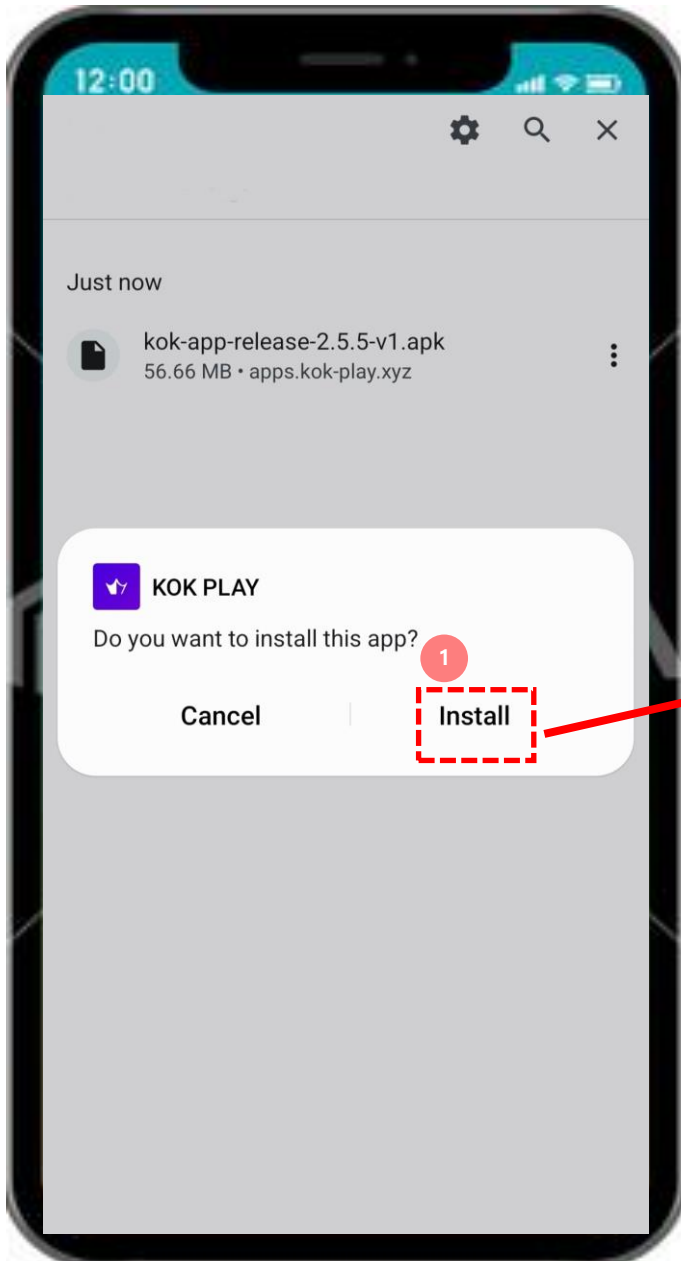 12:00
Just now
kok-app-release-2.5.5-v1.apk
56.66 MB • apps.kok-play.xyz
KOK PLAY
Do you want to install this app?
1
Cancel
Install